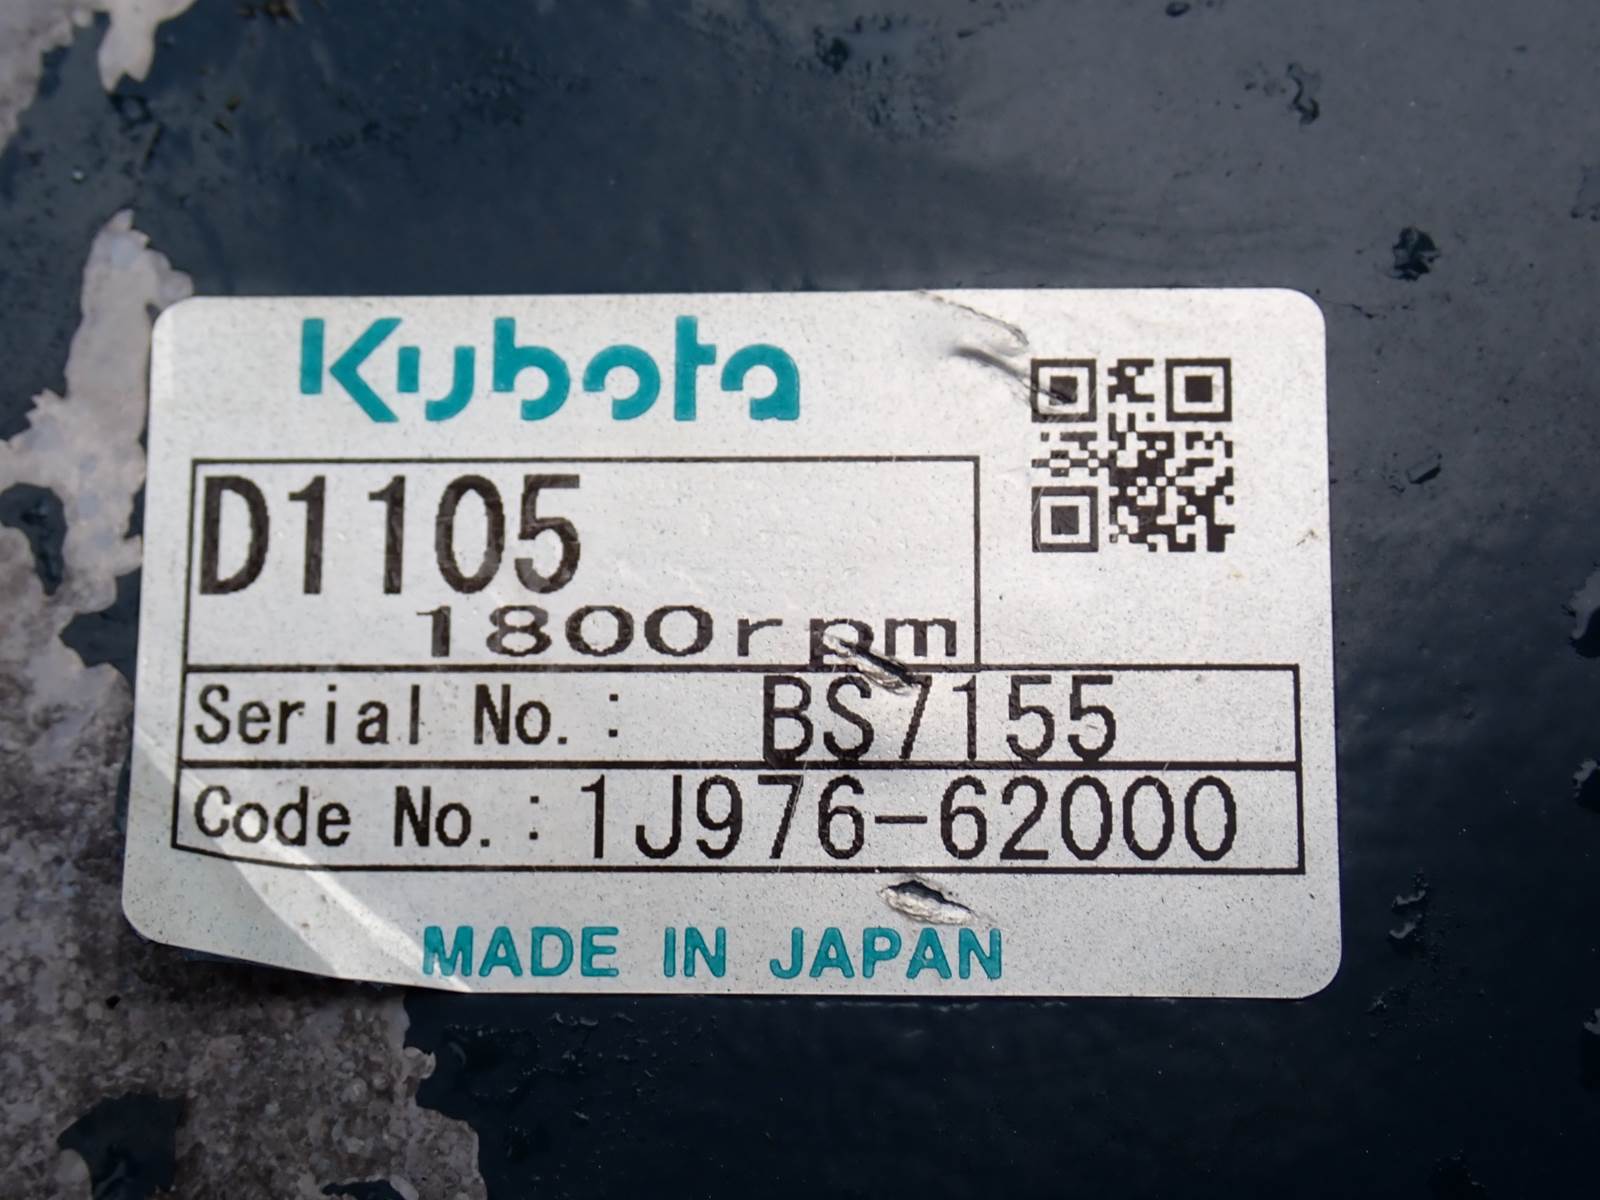 Kubota
D1105
1800rpm
Serial No.: BS7155
Code No.: 1J976-62000
MADE IN JAPAN